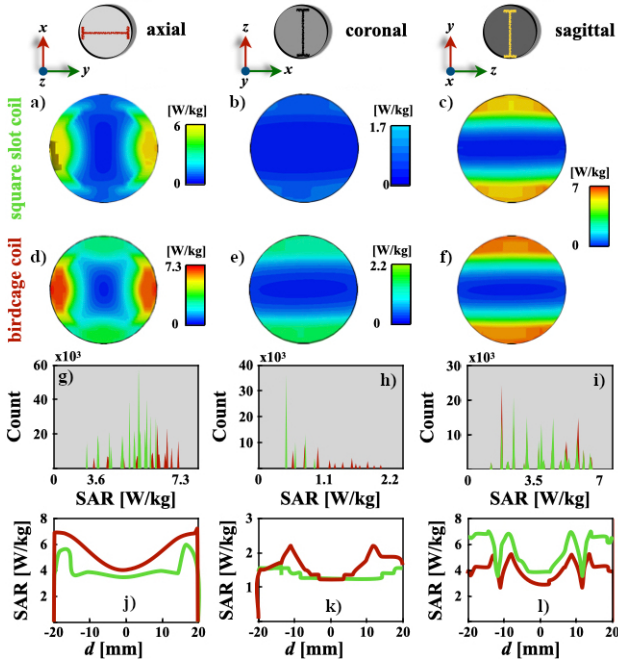 axial
coronal
sagittal
x
z
y
z
y
x
y
x
z
square slot coil
birdcage coil
a)
[W/kg]
6
0
b)
[W/kg]
1.7
0
c)
[W/kg]
7
0
d)
[W/kg]
7.3
0
e)
[W/kg]
2.2
0
f)
x10³
g)
Count
60
40
20
0
3.6
7.3
SAR [W/kg]
x10³
h)
Count
40
30
20
10
0
0
1.1
2.2
SAR [W/kg]
x10³
i)
Count
30
15
0
0
3.5
7
SAR [W/kg]
j)
SAR [W/kg]
8
6
4
2
-20
-10
0
10
20
d [mm]
k)
SAR [W/kg]
3
2
1
0
-20
-10
0
10
20
d [mm]
l)
SAR [W/kg]
8
6
4
2
0
-20
-10
0
10
20
d [mm]